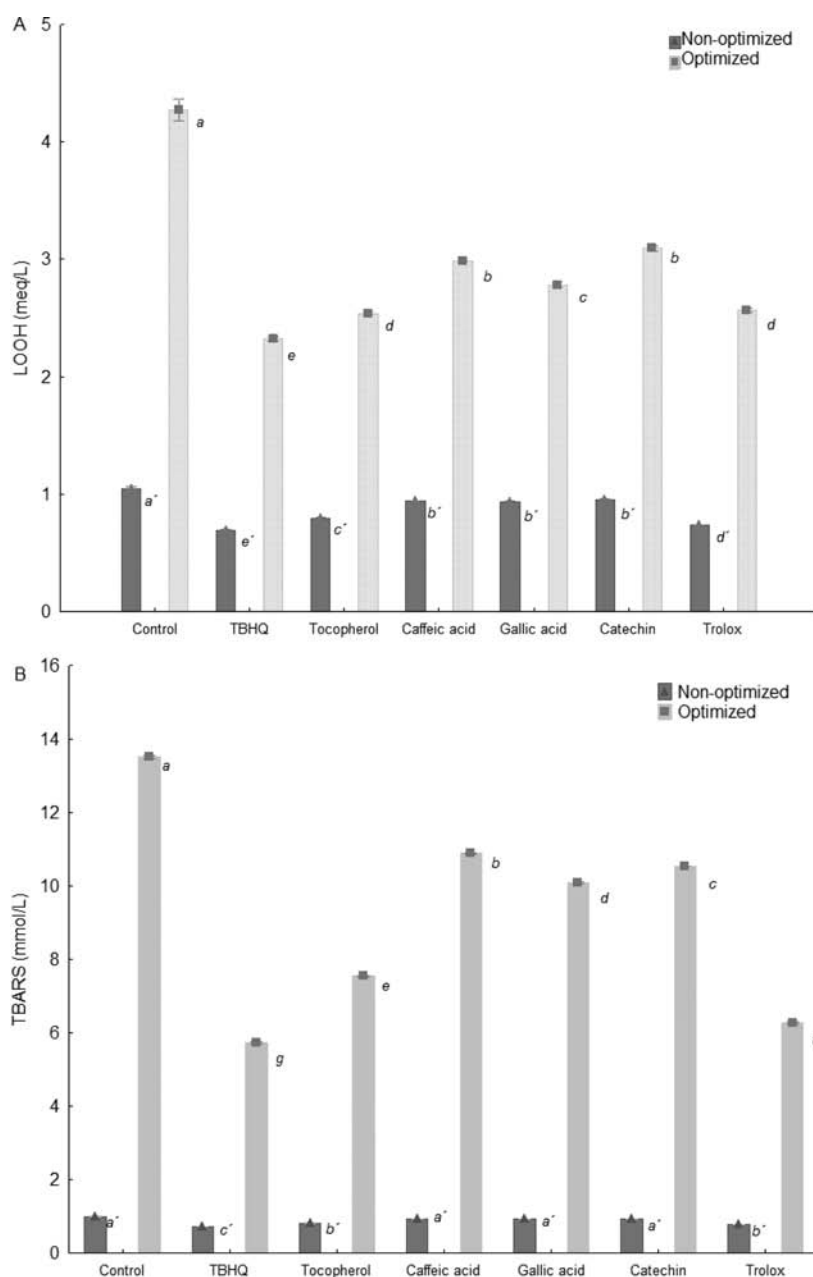 A
5
Non-optimized
Optimized
a
4
3
b
b
c
d
d
e
2
LOOH (meq/L)
1
a´
e´
c´
b´
b´
b´
d´
0
Control TBHQ Tocopherol Caffeic acid Gallic acid Catechin Trolox
B
16
Non-optimized
Optimized
14
a
12
b
c
10
d
8
e
TBARS (mmol/L)
6
g
4
2
a´
c´
b´
a´
a´
a´
b´
0
Control TBHQ Tocopherol Caffeic acid Gallic acid Catechin Trolox